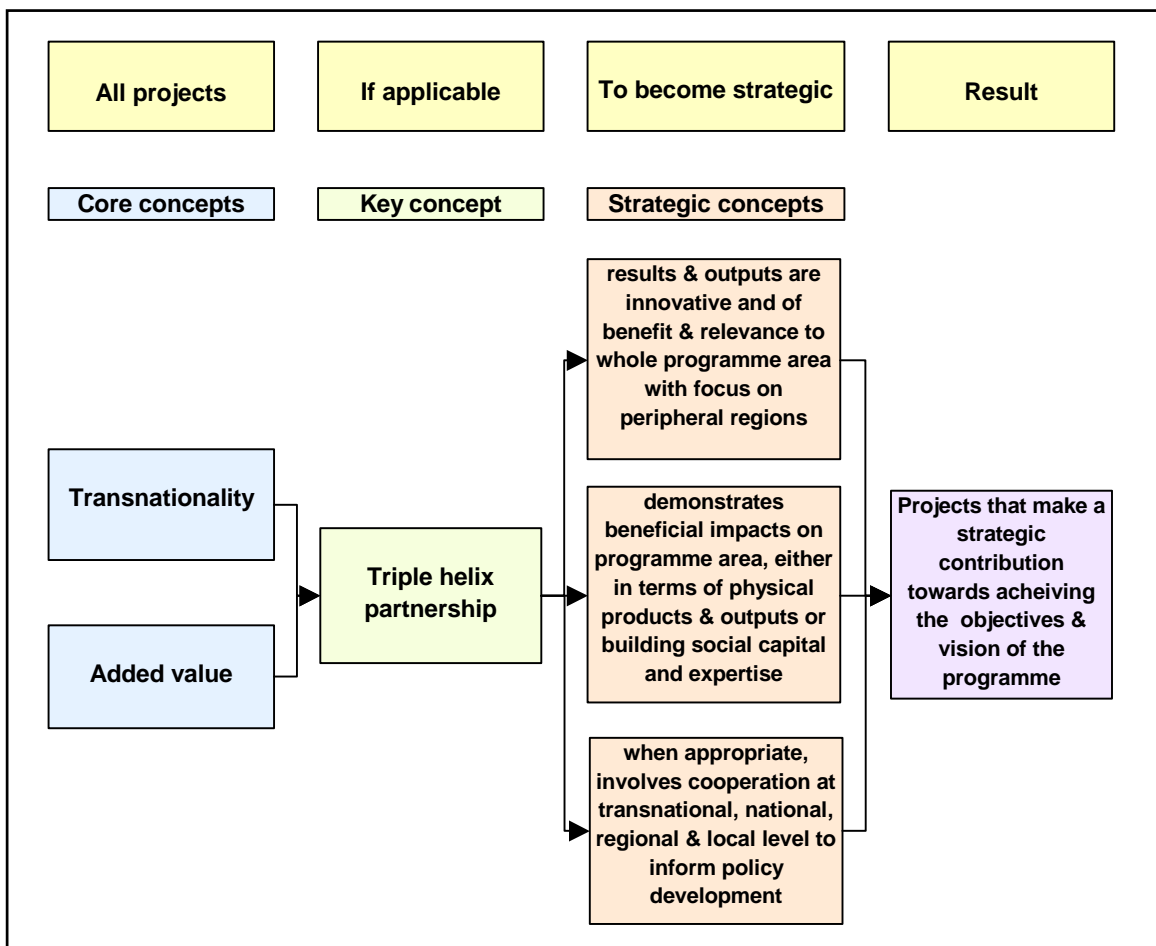 All projects
If applicable
To become strategic
Result
Core concepts
Key concept
Strategic concepts
results & outputs are
innovative and of
benefit & relevance to
whole programme area
with focus on
peripheral regions
Transnationality
Added value
Triple helix
partnership
demonstrates
beneficial impacts on
programme area, either
in terms of physical
products & outputs or
building social capital
and expertise
when appropriate,
involves cooperation at
transnational, national,
regional & local level to
inform policy
development
Projects that make a
strategic
contribution
towards acheiving
the objectives &
vision of the
programme